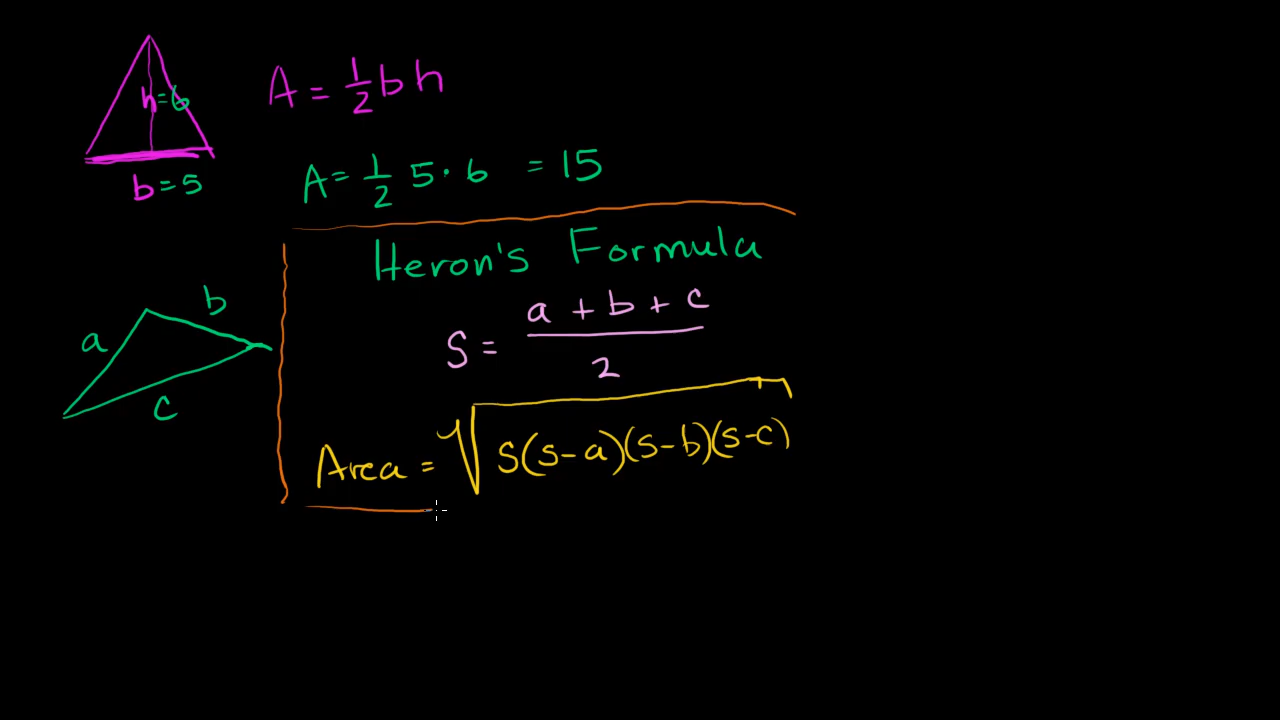 h=6
A = 1/2 b h
b = 5
A = 1/2 5 · 6 = 15
Heron's Formula
S = a + b + c / 2
a
b
c
Area = √S(s-a)(s-b)(s-c)